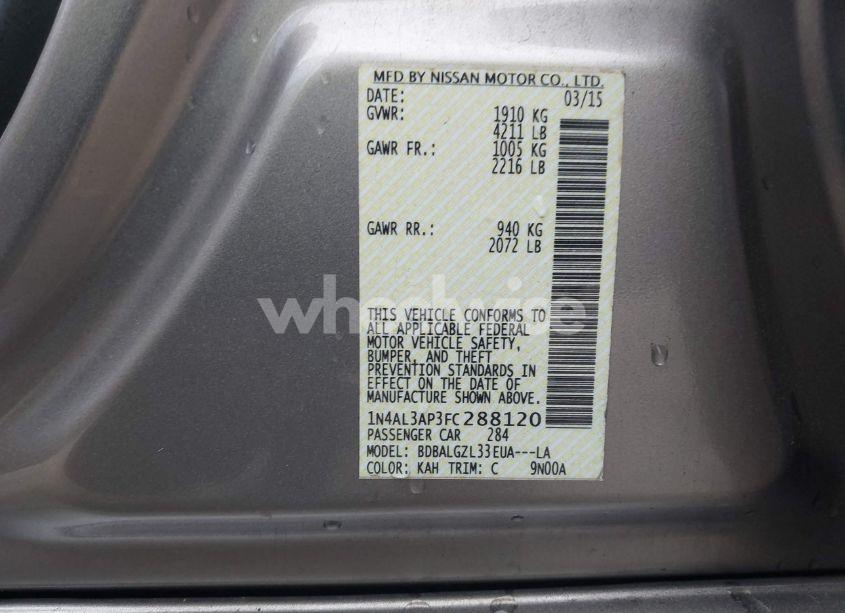 MFD BY NISSAN MOTOR CO., LTD.
DATE: 03/15
GVWR: 1910 KG
4211 LB
GAWR FR.: 1005 KG
2216 LB
GAWR RR.: 940 KG
2072 LB
wheelwise
THIS VEHICLE CONFORMS TO
ALL APPLICABLE FEDERAL
MOTOR VEHICLE SAFETY,
BUMPER, AND THEFT
PREVENTION STANDARDS IN
EFFECT ON THE DATE OF
MANUFACTURE SHOWN ABOVE.
1N4AL3AP3FC288120
PASSENGER CAR 284
MODEL: BDBALGZL33EUA---LA
COLOR: KAH TRIM: C 9N00A